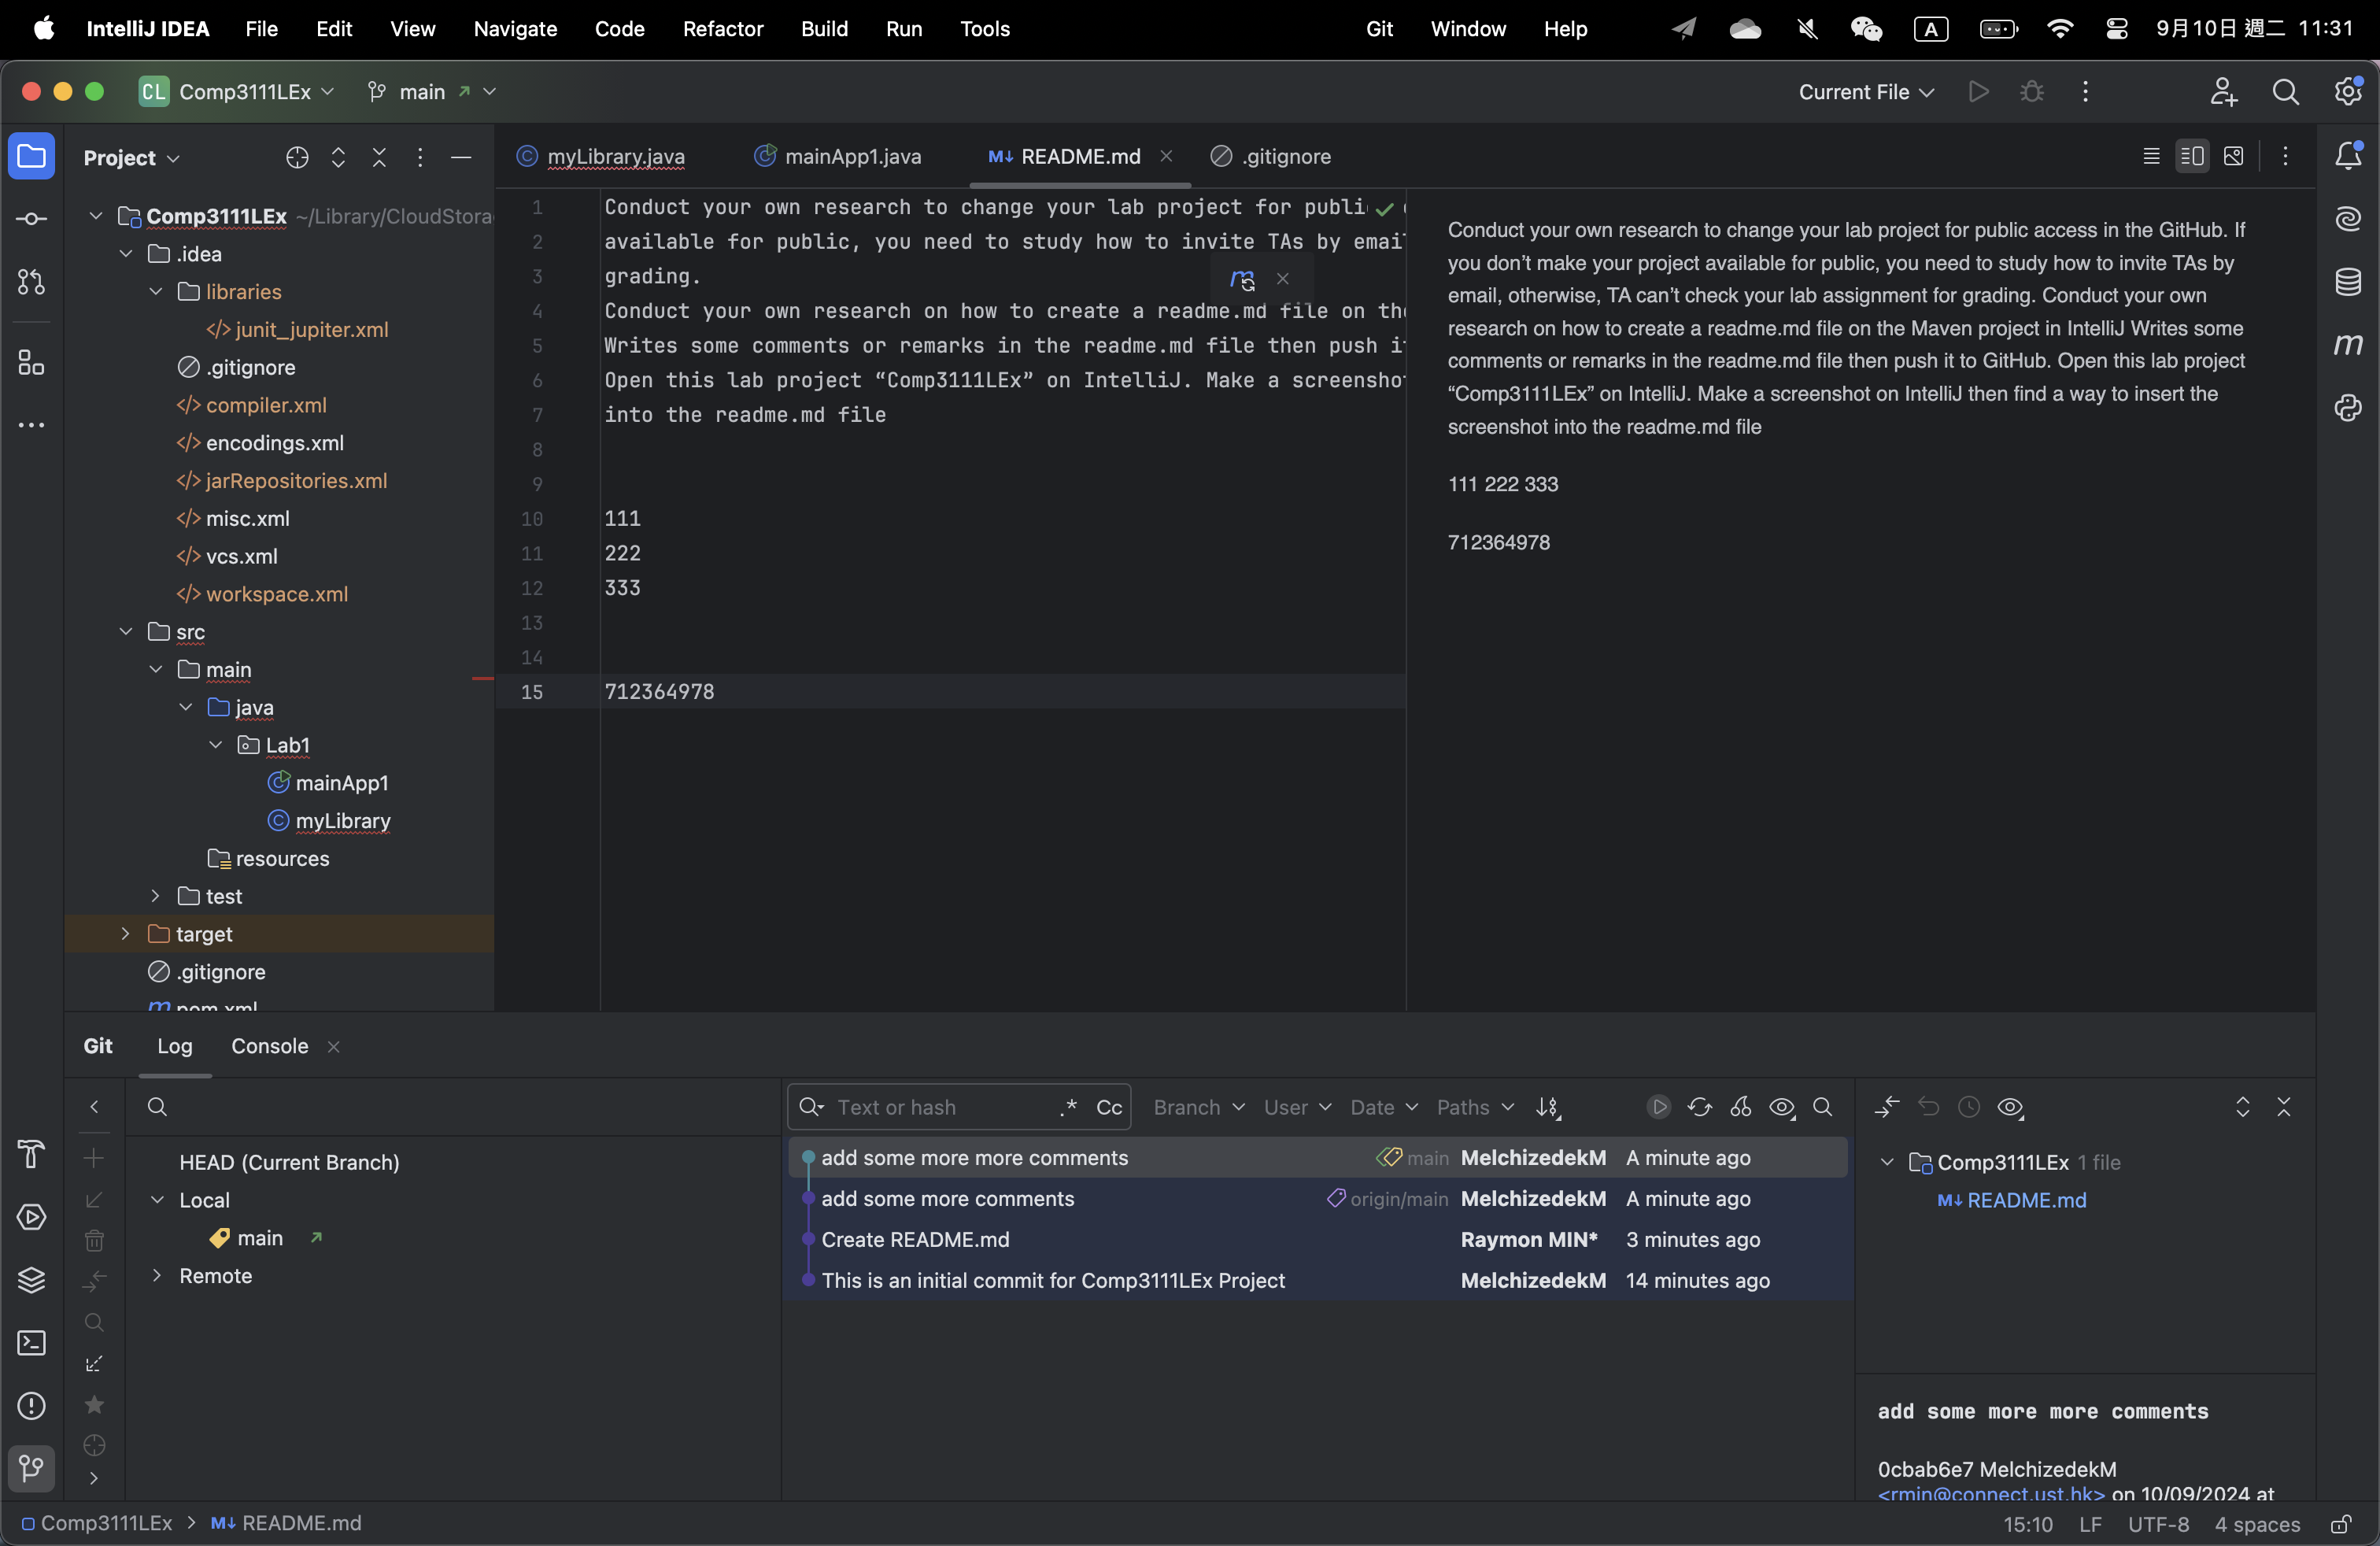 IntelliJ IDEA File Edit View Navigate Code Refactor Build Run Tools Git Window Help A 9月10日 週二 11:31
CL Comp3111LEx main Current File
Project
myLibrary.java mainApp1.java M↓ README.md .gitignore
Comp3111LEx ~/Library/CloudStora
.idea
libraries
</> junit_jupiter.xml
.gitignore
</> compiler.xml
</> encodings.xml
</> jarRepositories.xml
</> misc.xml
</> vcs.xml
</> workspace.xml
src
main
java
Lab1
mainApp1
myLibrary
resources
test
target
.gitignore
m pom.xml
1 Conduct your own research to change your lab project for publi
2 available for public, you need to study how to invite TAs by emai
3 grading.
4 Conduct your own research on how to create a readme.md file on th
5 Writes some comments or remarks in the readme.md file then push i
6 Open this lab project “Comp3111LEx” on IntelliJ. Make a screensho
7 into the readme.md file
8
9
10 111
11 222
12 333
13
14
15 712364978
Conduct your own research to change your lab project for public access in the GitHub. If
you don’t make your project available for public, you need to study how to invite TAs by
email, otherwise, TA can’t check your lab assignment for grading. Conduct your own
research on how to create a readme.md file on the Maven project in IntelliJ Writes some
comments or remarks in the readme.md file then push it to GitHub. Open this lab project
“Comp3111LEx” on IntelliJ. Make a screenshot on IntelliJ then find a way to insert the
screenshot into the readme.md file
111 222 333
712364978
Git Log Console
HEAD (Current Branch)
Local
main
Remote
Text or hash .* Cc Branch User Date Paths
add some more more comments main MelchizedekM A minute ago
add some more comments origin/main MelchizedekM A minute ago
Create README.md Raymon MIN* 3 minutes ago
This is an initial commit for Comp3111LEx Project MelchizedekM 14 minutes ago
Comp3111LEx 1 file
M↓ README.md
add some more more comments
0cbab6e7 MelchizedekM
<rmin@connect.ust.hk> on 10/09/2024 at
Comp3111LEx > M↓ README.md 15:10 LF UTF-8 4 spaces